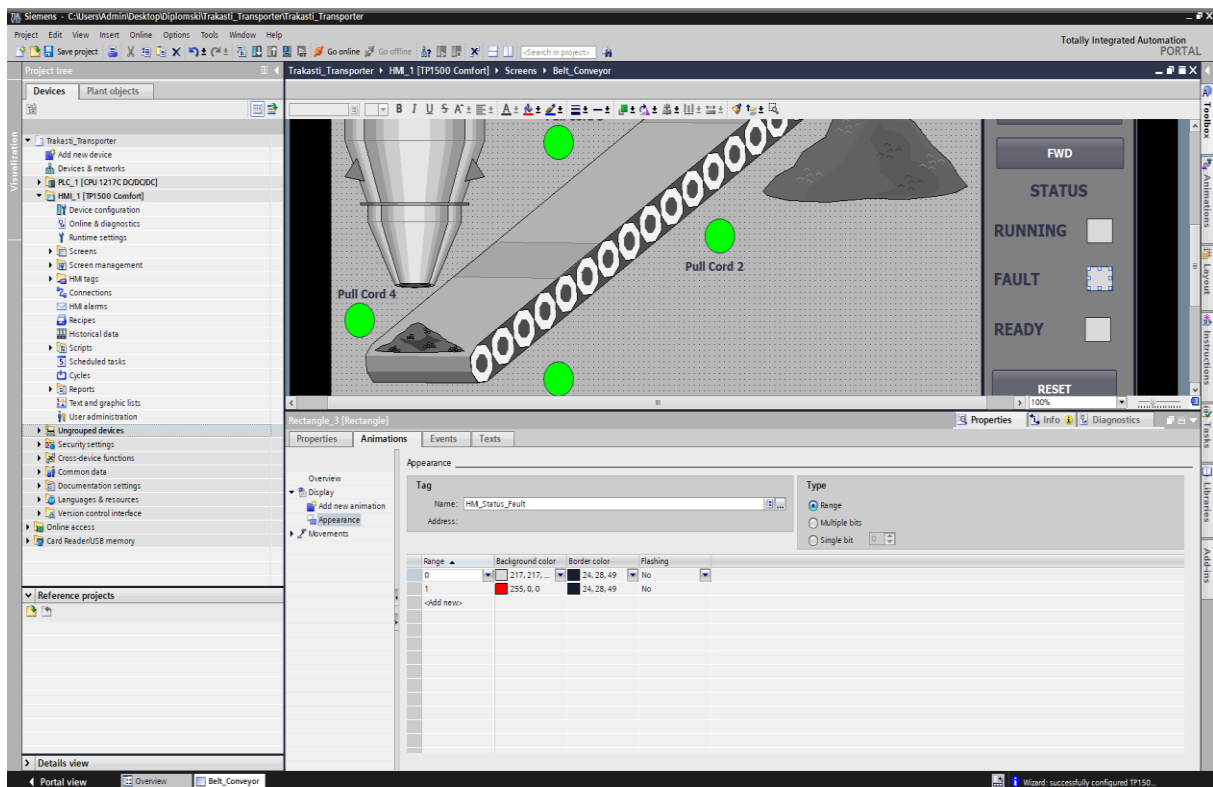 Siemens - C:\Users\Admin\Desktop\Diplomski\Trakasti_Transporter\Trakasti_Transporter
Project Edit View Insert Online Options Tools Window Help
Totally Integrated Automation
PORTAL
Save project
Go online
Go offline
<Search in project>
Project tree
Trakasti_Transporter HMI_1 [TP1500 Comfort] Screens Belt_Conveyor
Devices
Plant objects
B I U S
Visualization
Trakasti_Transporter
Add new device
Devices & networks
PLC_1 [CPU 1217C DC/DC/DC]
HMI_1 [TP1500 Comfort]
Device configuration
Online & diagnostics
Runtime settings
Screens
Screen management
HMI tags
Connections
HMI alarms
Recipes
Historical data
Scripts
Scheduled tasks
Cycles
Reports
Text and graphic lists
User administration
Ungrouped devices
Security settings
Cross-device functions
Common data
Documentation settings
Languages & resources
Version control interface
Online access
Card Reader/USB memory
Reference projects
Details view
FWD
STATUS
RUNNING
FAULT
READY
RESET
Pull Cord 2
Pull Cord 4
100%
Toolbox
Animations
Layout
Instructions
Tasks
Libraries
Add-ins
Rectangle_3 [Rectangle]
Properties
Info
Diagnostics
Properties
Animations
Events
Texts
Overview
Display
Add new animation
Appearance
Movements
Appearance
Tag
Name: HMI_Status_Fault
Address:
Type
Range
Multiple bits
Single bit 0
Range Background color Border color Flashing
0 217, 217, ... 24, 28, 49 No
1 255, 0, 0 24, 28, 49 No
<Add new>
Portal view
Overview
Belt_Conveyor
Wizard: successfully configured TP150...